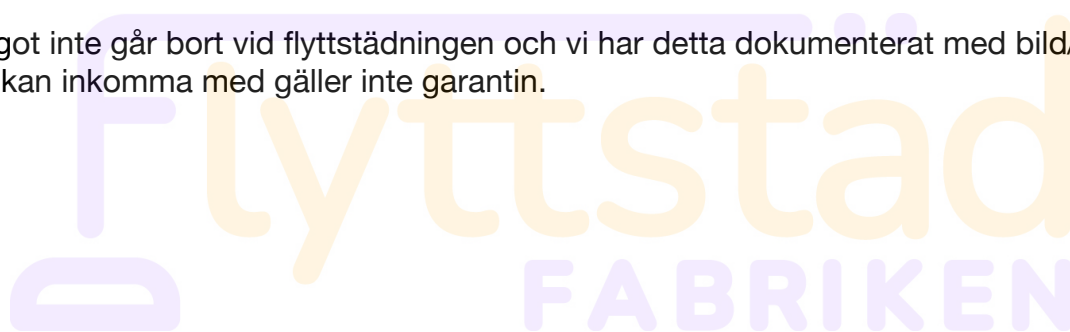 got inte går bort vid flyttstädningen och vi har detta dokumenterat med bild/
kan inkomma med gäller inte garantin.
Flyttstad
FABRIKEN